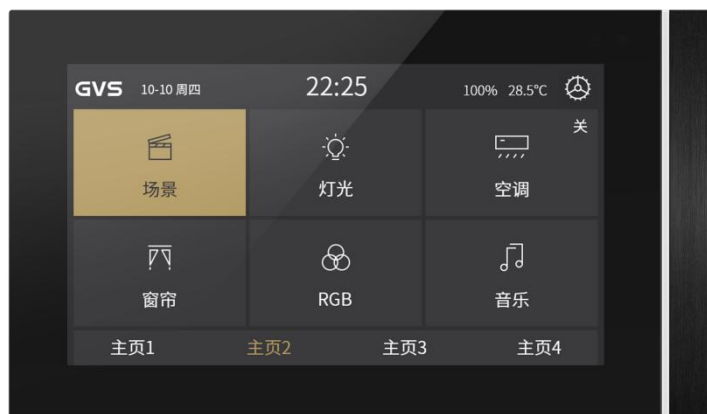 GVS 10-10 周四 22:25 100% 28.5℃
关
场景 灯光 空调
窗帘 RGB 音乐
主页1 主页2 主页3 主页4